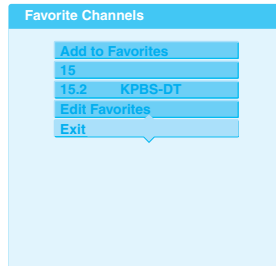 Favorite Channels
Add to Favorites
15
15.2 KPBS-DT
Edit Favorites
Exit